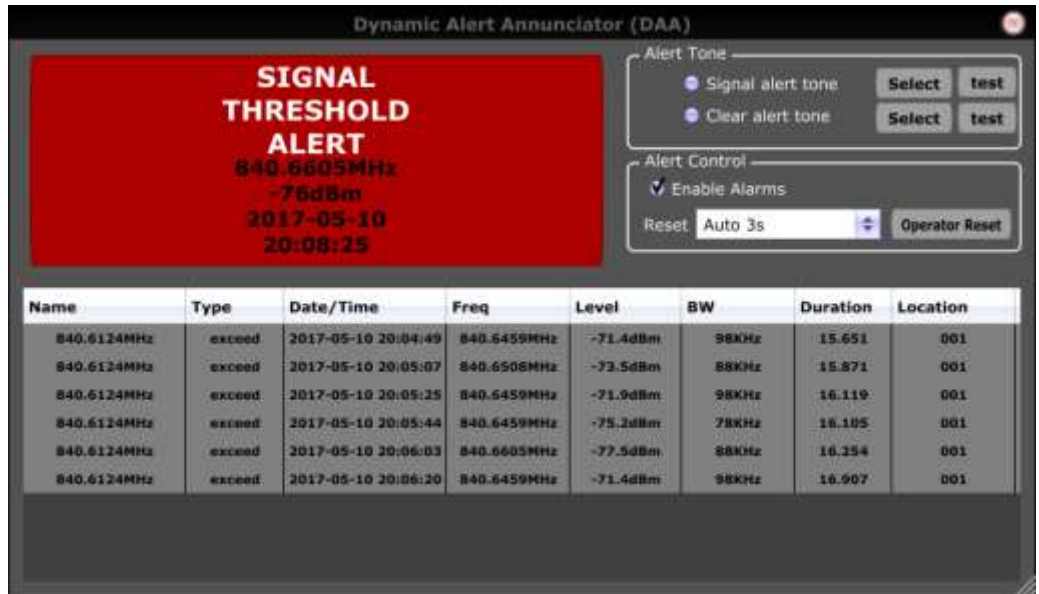 Dynamic Alert Annunciator (DAA)
SIGNAL
THRESHOLD
ALERT
840.6605MHz
-76dBm
2017-05-10
20:08:25
Alert Tone
Signal alert tone Select test
Clear alert tone Select test
Alert Control
Enable Alarms
Reset Auto 3s Operator Reset
Name Type Date/Time Freq Level BW Duration Location
840.6124MHz exceed 2017-05-10 20:04:49 840.6459MHz -71.4dBm 98KHz 15.651 001
840.6124MHz exceed 2017-05-10 20:05:07 840.6508MHz -73.5dBm 88KHz 15.871 001
840.6124MHz exceed 2017-05-10 20:05:25 840.6459MHz -71.9dBm 98KHz 16.119 001
840.6124MHz exceed 2017-05-10 20:05:44 840.6459MHz -75.2dBm 78KHz 16.105 001
840.6124MHz exceed 2017-05-10 20:06:03 840.6605MHz -77.5dBm 88KHz 16.254 001
840.6124MHz exceed 2017-05-10 20:06:20 840.6459MHz -71.4dBm 98KHz 16.907 001